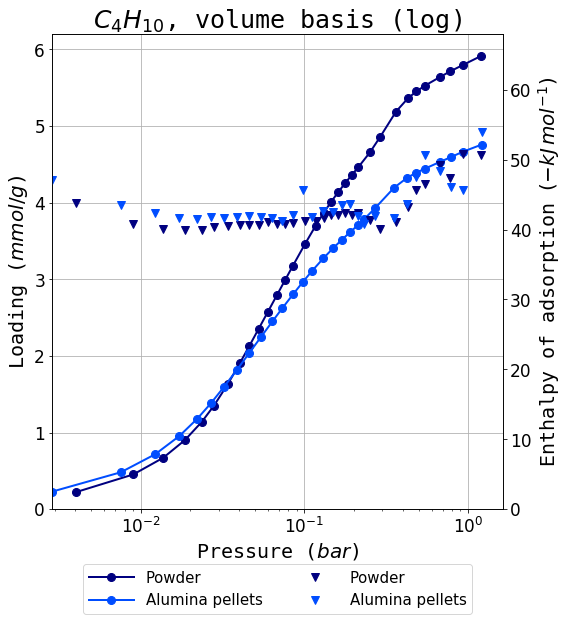 C₄H₁₀, volume basis (log)
Loading (mmol/g)
Enthalpy of adsorption (−kJ mol⁻¹)
6
5
4
3
2
1
0
60
50
40
30
20
10
0
10⁻² 10⁻¹ 10⁰
Pressure (bar)
Powder Powder
Alumina pellets Alumina pellets